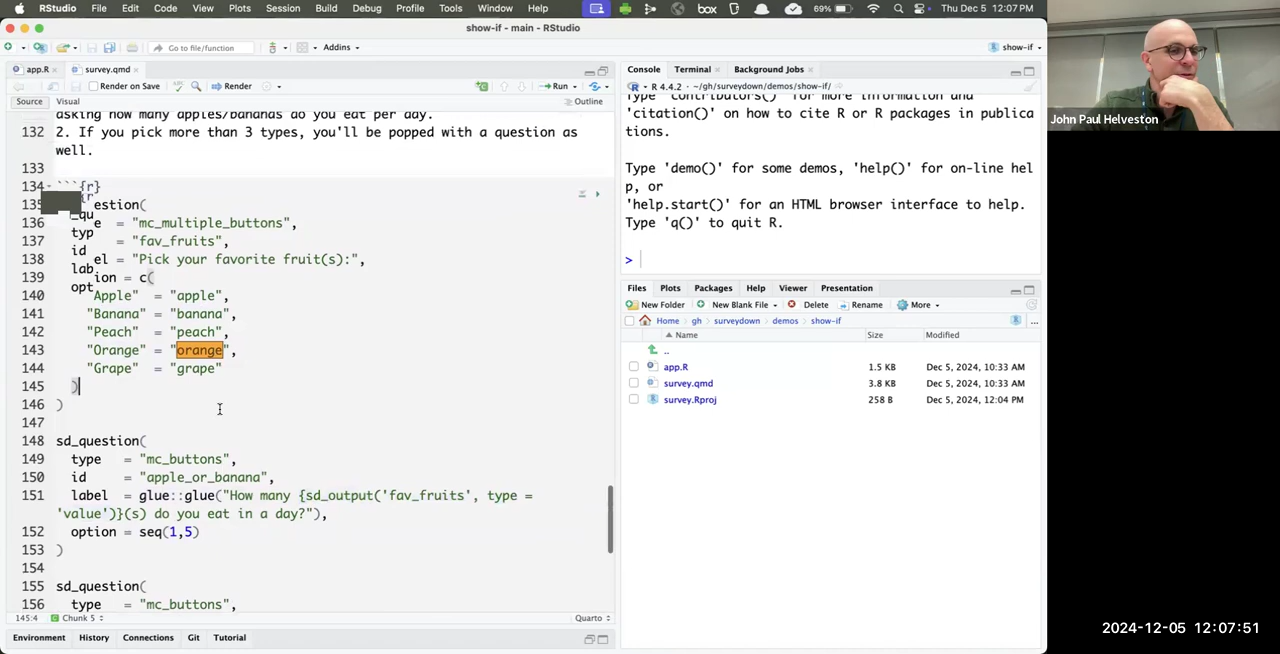 RStudio File Edit Code View Plots Session Build Debug Profile Tools Window Help box 69% Thu Dec 5 12:07 PM
show-if - main - RStudio
Go to file/function Addins show-if
app.R survey.qmd
Render on Save Render Run
Source Visual Outline
asking how many apples/bananas do you eat per day.
132 2. If you pick more than 3 types, you'll be popped with a question as
well.
133
134 ```{r}
135 estion(
136 e = "mc_multiple_buttons",
137 typ = "fav_fruits",
138 id el = "Pick your favorite fruit(s):",
139 lab ion = c(
140 opt "Apple" = "apple",
141 "Banana" = "banana",
142 "Peach" = "peach",
143 "Orange" = "orange",
144 "Grape" = "grape"
145 )
146 )
147
148 sd_question(
149 type = "mc_buttons",
150 id = "apple_or_banana",
151 label = glue::glue("How many {sd_output('fav_fruits', type =
'value')}(s) do you eat in a day?"),
152 option = seq(1,5)
153 )
154
155 sd_question(
156 type = "mc_buttons",
145:4 Chunk 5 Quarto
Environment History Connections Git Tutorial
Console Terminal Background Jobs
R 4.4.2 · ~/gh/surveydown/demos/show-if/
Type 'contributors()' for more information and
'citation()' on how to cite R or R packages in publica
tions.
Type 'demo()' for some demos, 'help()' for on-line hel
p, or
'help.start()' for an HTML browser interface to help.
Type 'q()' to quit R.
>
Files Plots Packages Help Viewer Presentation
New Folder New Blank File Delete Rename More
Home gh surveydown demos show-if ...
Name Size Modified
..
app.R 1.5 KB Dec 5, 2024, 10:33 AM
survey.qmd 3.8 KB Dec 5, 2024, 10:33 AM
survey.Rproj 258 B Dec 5, 2024, 12:04 PM
John Paul Helveston
2024-12-05 12:07:51